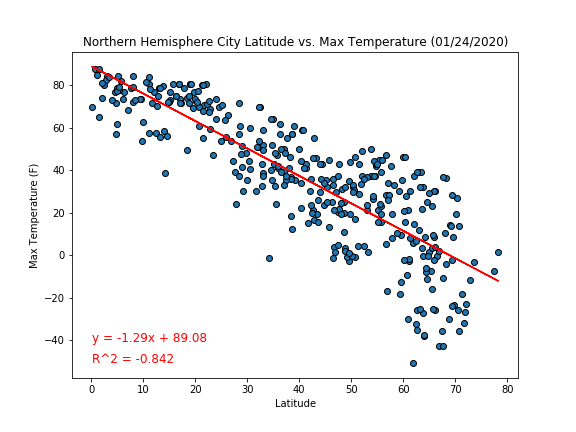 Northern Hemisphere City Latitude vs. Max Temperature (01/24/2020)
80
60
40
20
0
−20
−40
Max Temperature (F)
y = -1.29x + 89.08
R^2 = -0.842
0 10 20 30 40 50 60 70 80
Latitude